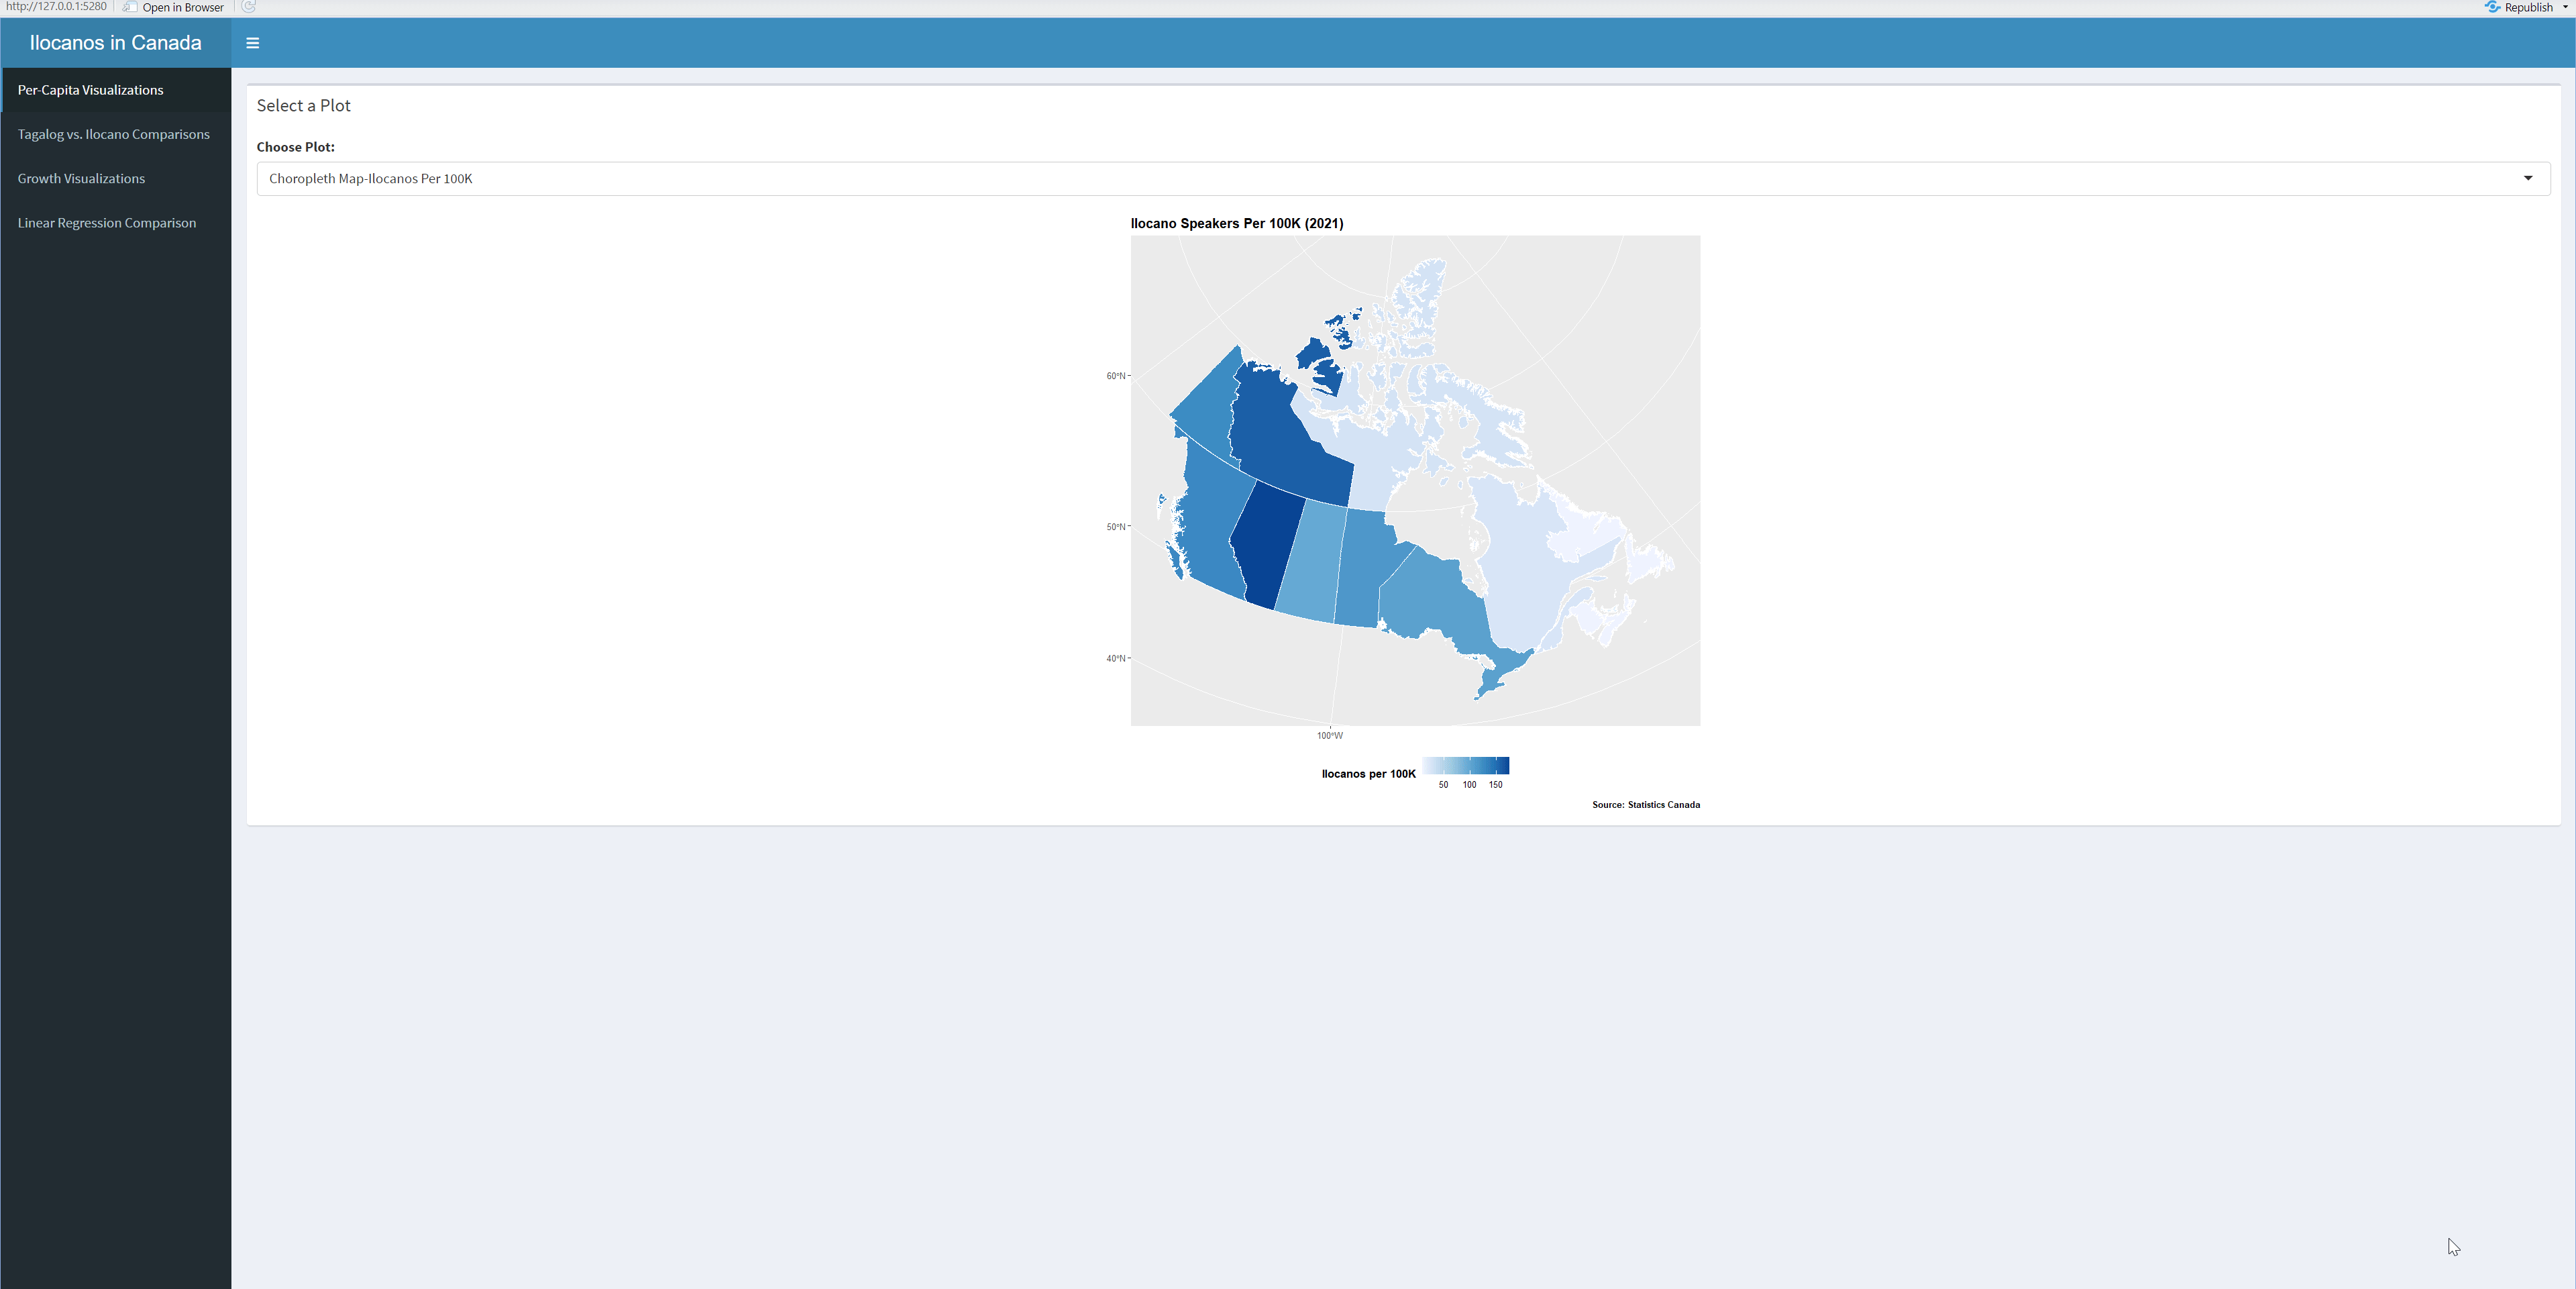 http://127.0.0.1:5280 Open in Browser Republish
Ilocanos in Canada
Per-Capita Visualizations
Tagalog vs. Ilocano Comparisons
Growth Visualizations
Linear Regression Comparison
Select a Plot
Choose Plot:
Choropleth Map-Ilocanos Per 100K
Ilocano Speakers Per 100K (2021)
60°N
50°N
40°N
100°W
Ilocanos per 100K
50 100 150
Source: Statistics Canada